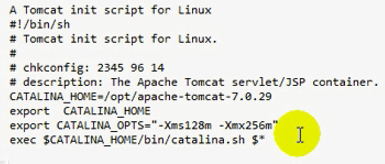 A Tomcat init script for Linux
#!/bin/sh
# Tomcat init script for Linux.
#
# chkconfig: 2345 96 14
# description: The Apache Tomcat servlet/JSP container.
CATALINA_HOME=/opt/apache-tomcat-7.0.29
export  CATALINA_HOME
export CATALINA_OPTS="-Xms128m -Xmx256m"
exec $CATALINA_HOME/bin/catalina.sh $*